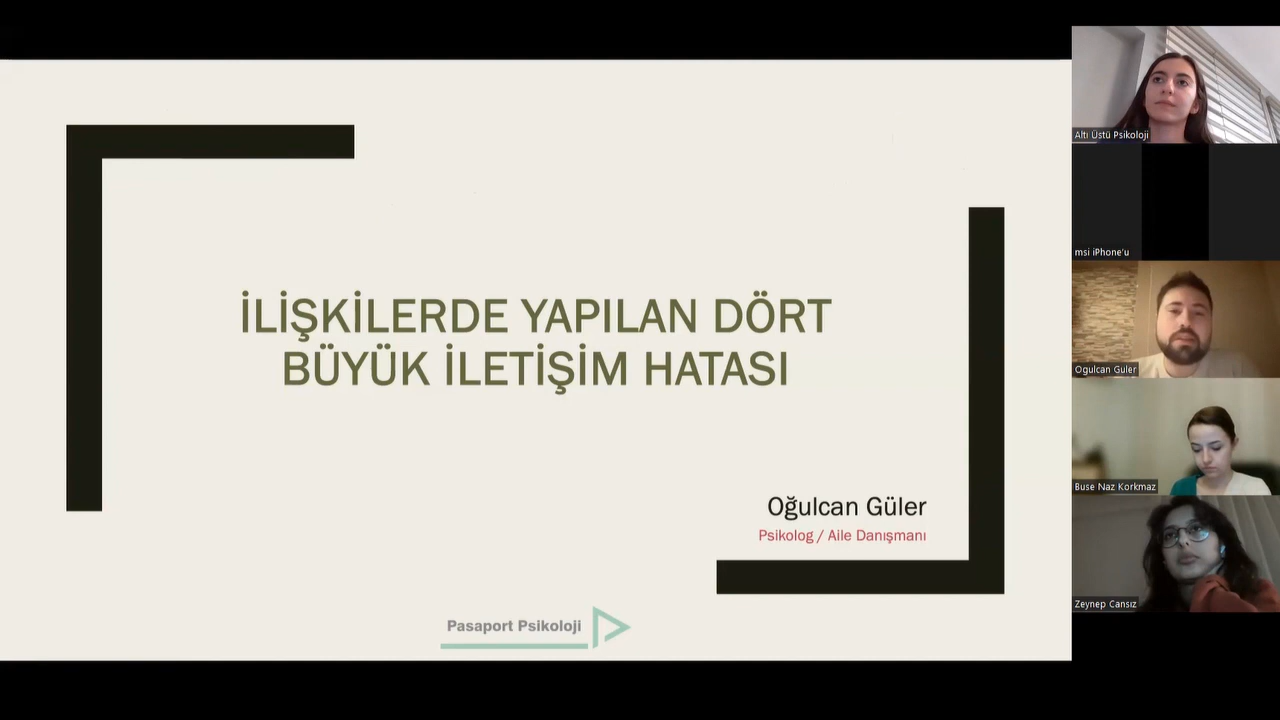 İLİŞKİLERDE YAPILAN DÖRT
BÜYÜK İLETİŞİM HATASI
Oğulcan Güler
Psikolog / Aile Danışmanı
Pasaport Psikoloji
Altı Üstü Psikoloji
msi iPhone'u
Ogulcan Guler
Buse Naz Korkmaz
Zeynep Cansız